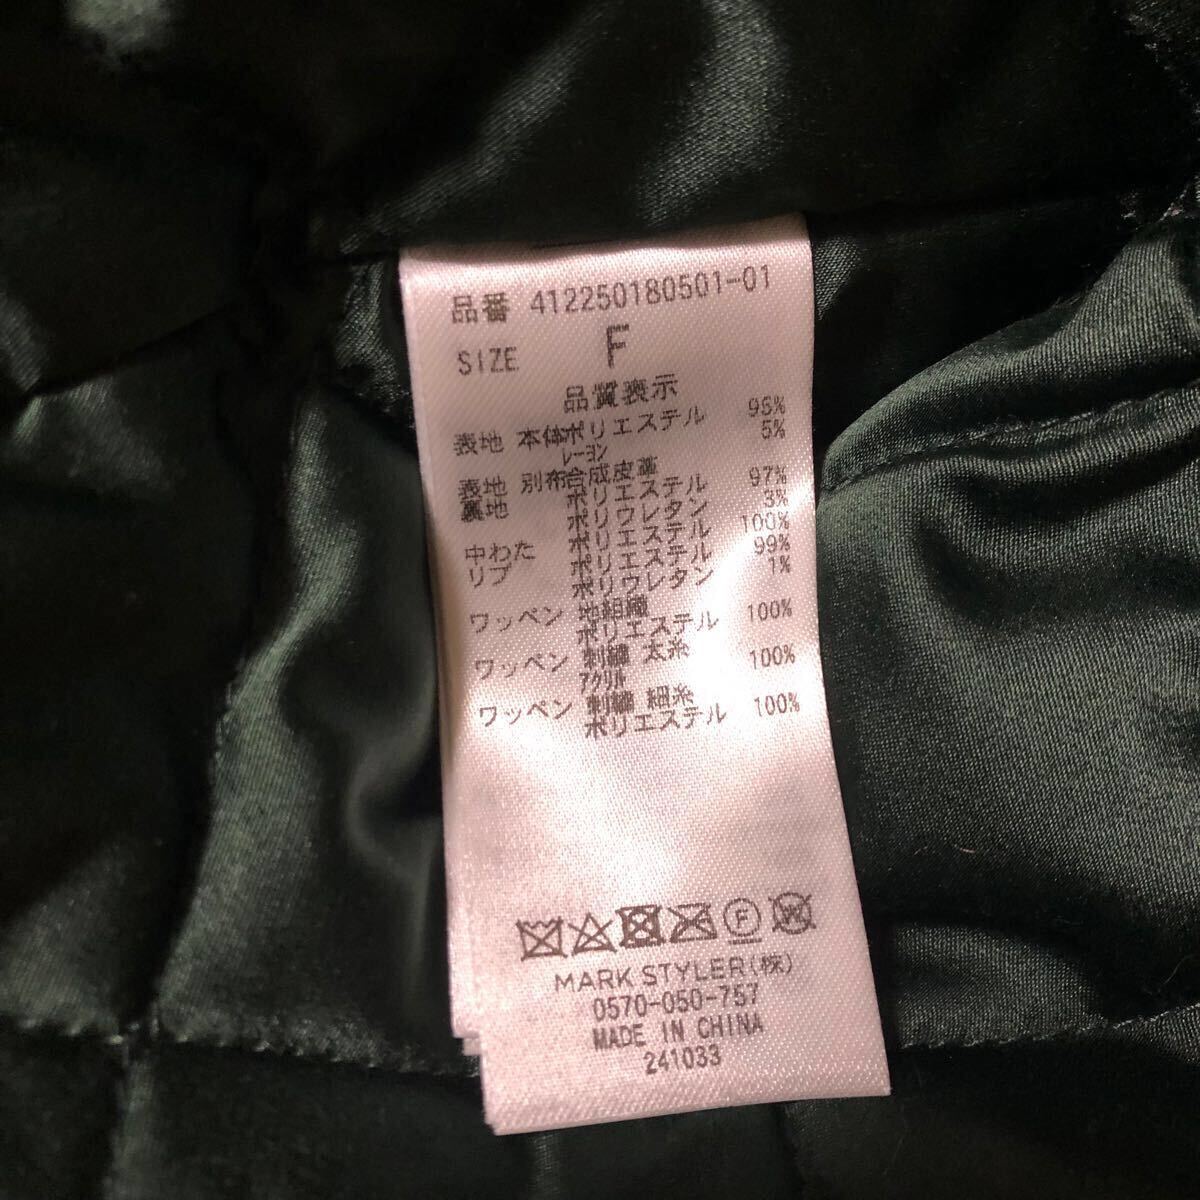 品番 412250180501-01
SIZE F
品質表示
表地 本体ポリエステル 95%
レーヨン 5%
表地 別布合成皮革
裏地 ポリエステル 97%
ポリウレタン 3%
中わた ポリエステル 100%
リブ ポリエステル 99%
ポリウレタン 1%
ワッペン 地組織
ポリエステル 100%
ワッペン 刺繍 太糸
アクリル 100%
ワッペン 刺繍 細糸
ポリエステル 100%
F W
MARK STYLER(株)
0570-050-757
MADE IN CHINA
241033